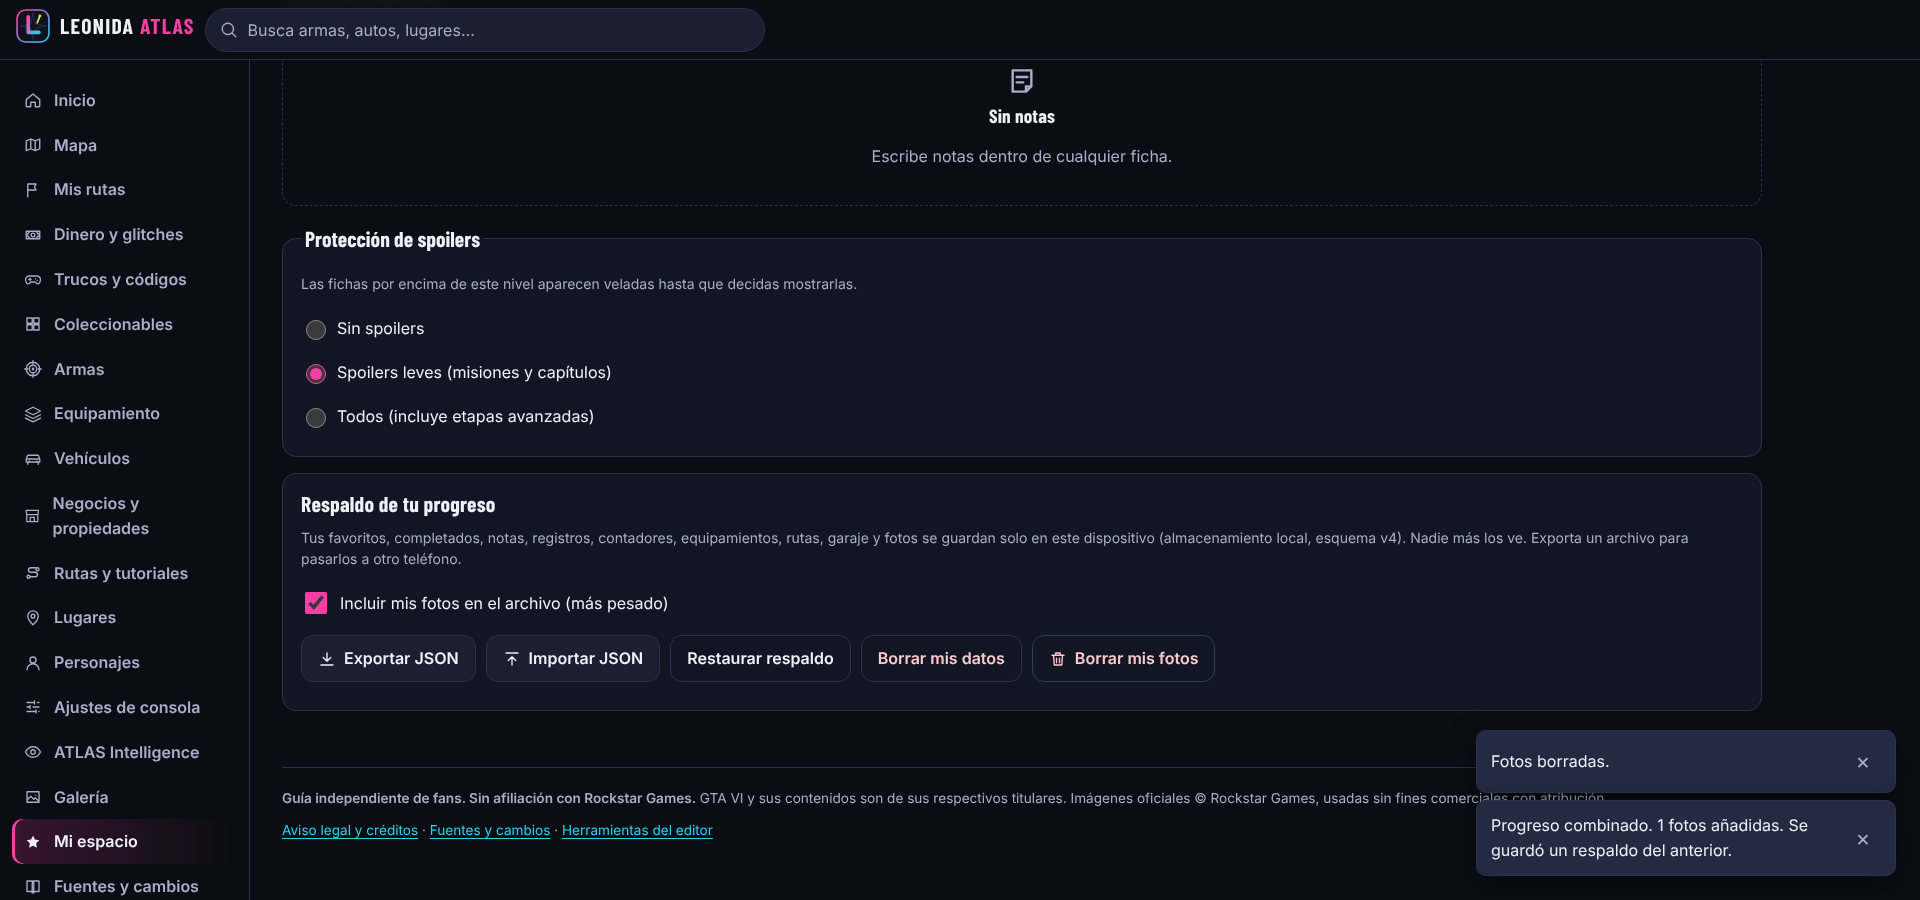 LEONIDA ATLAS
Busca armas, autos, lugares...
Inicio
Mapa
Mis rutas
Dinero y glitches
Trucos y códigos
Coleccionables
Armas
Equipamiento
Vehículos
Negocios y
propiedades
Rutas y tutoriales
Lugares
Personajes
Ajustes de consola
ATLAS Intelligence
Galería
Mi espacio
Fuentes y cambios
Sin notas
Escribe notas dentro de cualquier ficha.
Protección de spoilers
Las fichas por encima de este nivel aparecen veladas hasta que decidas mostrarlas.
Sin spoilers
Spoilers leves (misiones y capítulos)
Todos (incluye etapas avanzadas)
Respaldo de tu progreso
Tus favoritos, completados, notas, registros, contadores, equipamientos, rutas, garaje y fotos se guardan solo en este dispositivo (almacenamiento local, esquema v4). Nadie más los ve. Exporta un archivo para
pasarlos a otro teléfono.
Incluir mis fotos en el archivo (más pesado)
Exportar JSON
Importar JSON
Restaurar respaldo
Borrar mis datos
Borrar mis fotos
Guía independiente de fans. Sin afiliación con Rockstar Games. GTA VI y sus contenidos son de sus respectivos titulares. Imágenes oficiales © Rockstar Games, usadas sin fines comerciales con atribución.
Aviso legal y créditos · Fuentes y cambios · Herramientas del editor
Fotos borradas.
Progreso combinado. 1 fotos añadidas. Se
guardó un respaldo del anterior.